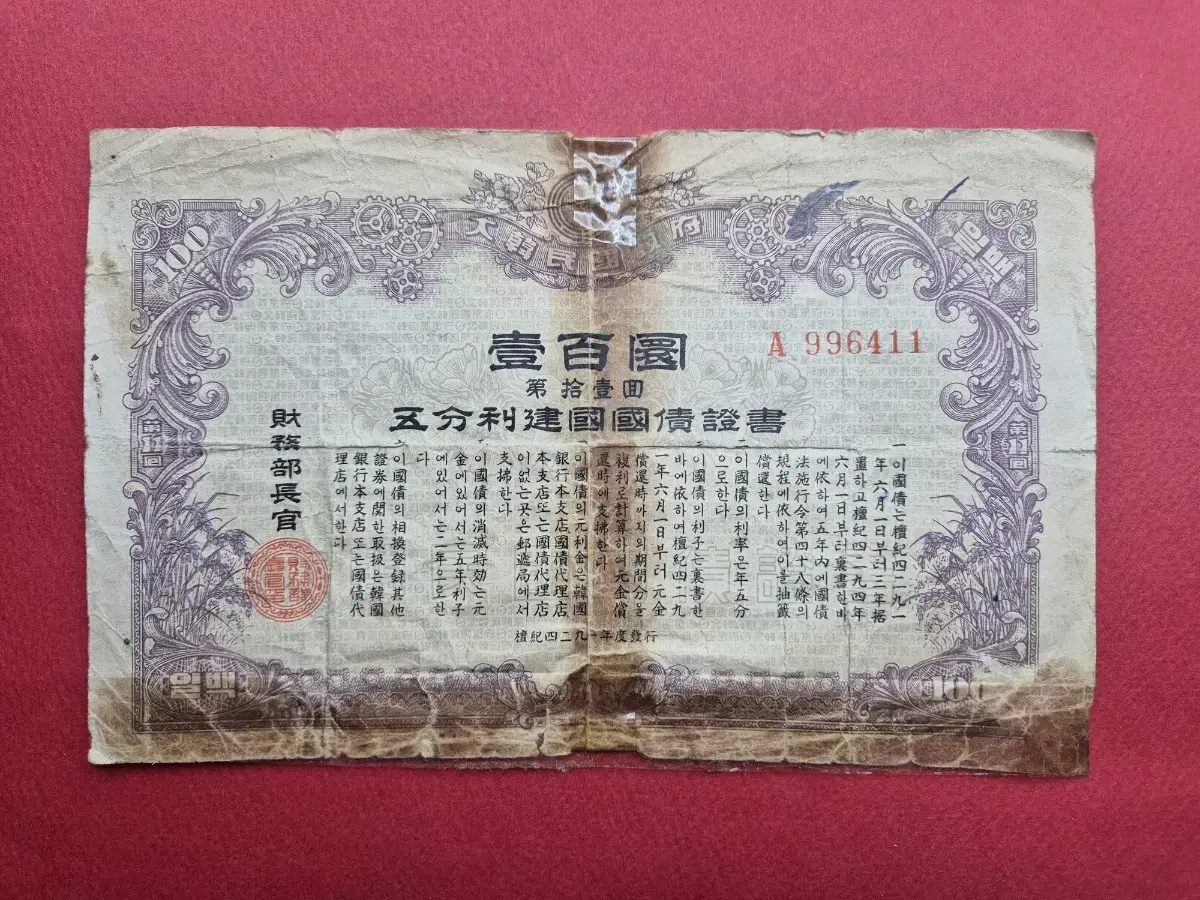 大韓民國 府
100
일백
壹百圜
A 996411
第拾壹回
五分利建國國債證書
一 이國債는檀紀四二九一
年六月一日부터三年据
置하고檀紀四二九四年
六月一日부터裏書한바
에依하여五年內에國債
法施行令第四十八條의
規程에依하여이를抽籤
償還한다
一 이國債의利率은年五分
으로한다
一 이國債의利子는裏書한
바에依하여檀紀四二九
一年六月一日부터元金
償還時까지의期間分을
複利로計算하여元金償
還時에支拂한다
一 이國債의元利金은韓國
銀行本支店國債代理店
本支店또는國債代理店
이없는곳은郵遞局에서
支拂한다
一 이國債의消滅時効는元
金에있어서는五年利子
에있어서는二年으로한
다
一 이國債의相換登録其他
證券에關한取扱은韓國
銀行本支店또는國債代
理店에서한다
財務部長官
檀紀四二九一年度發行
일백
100